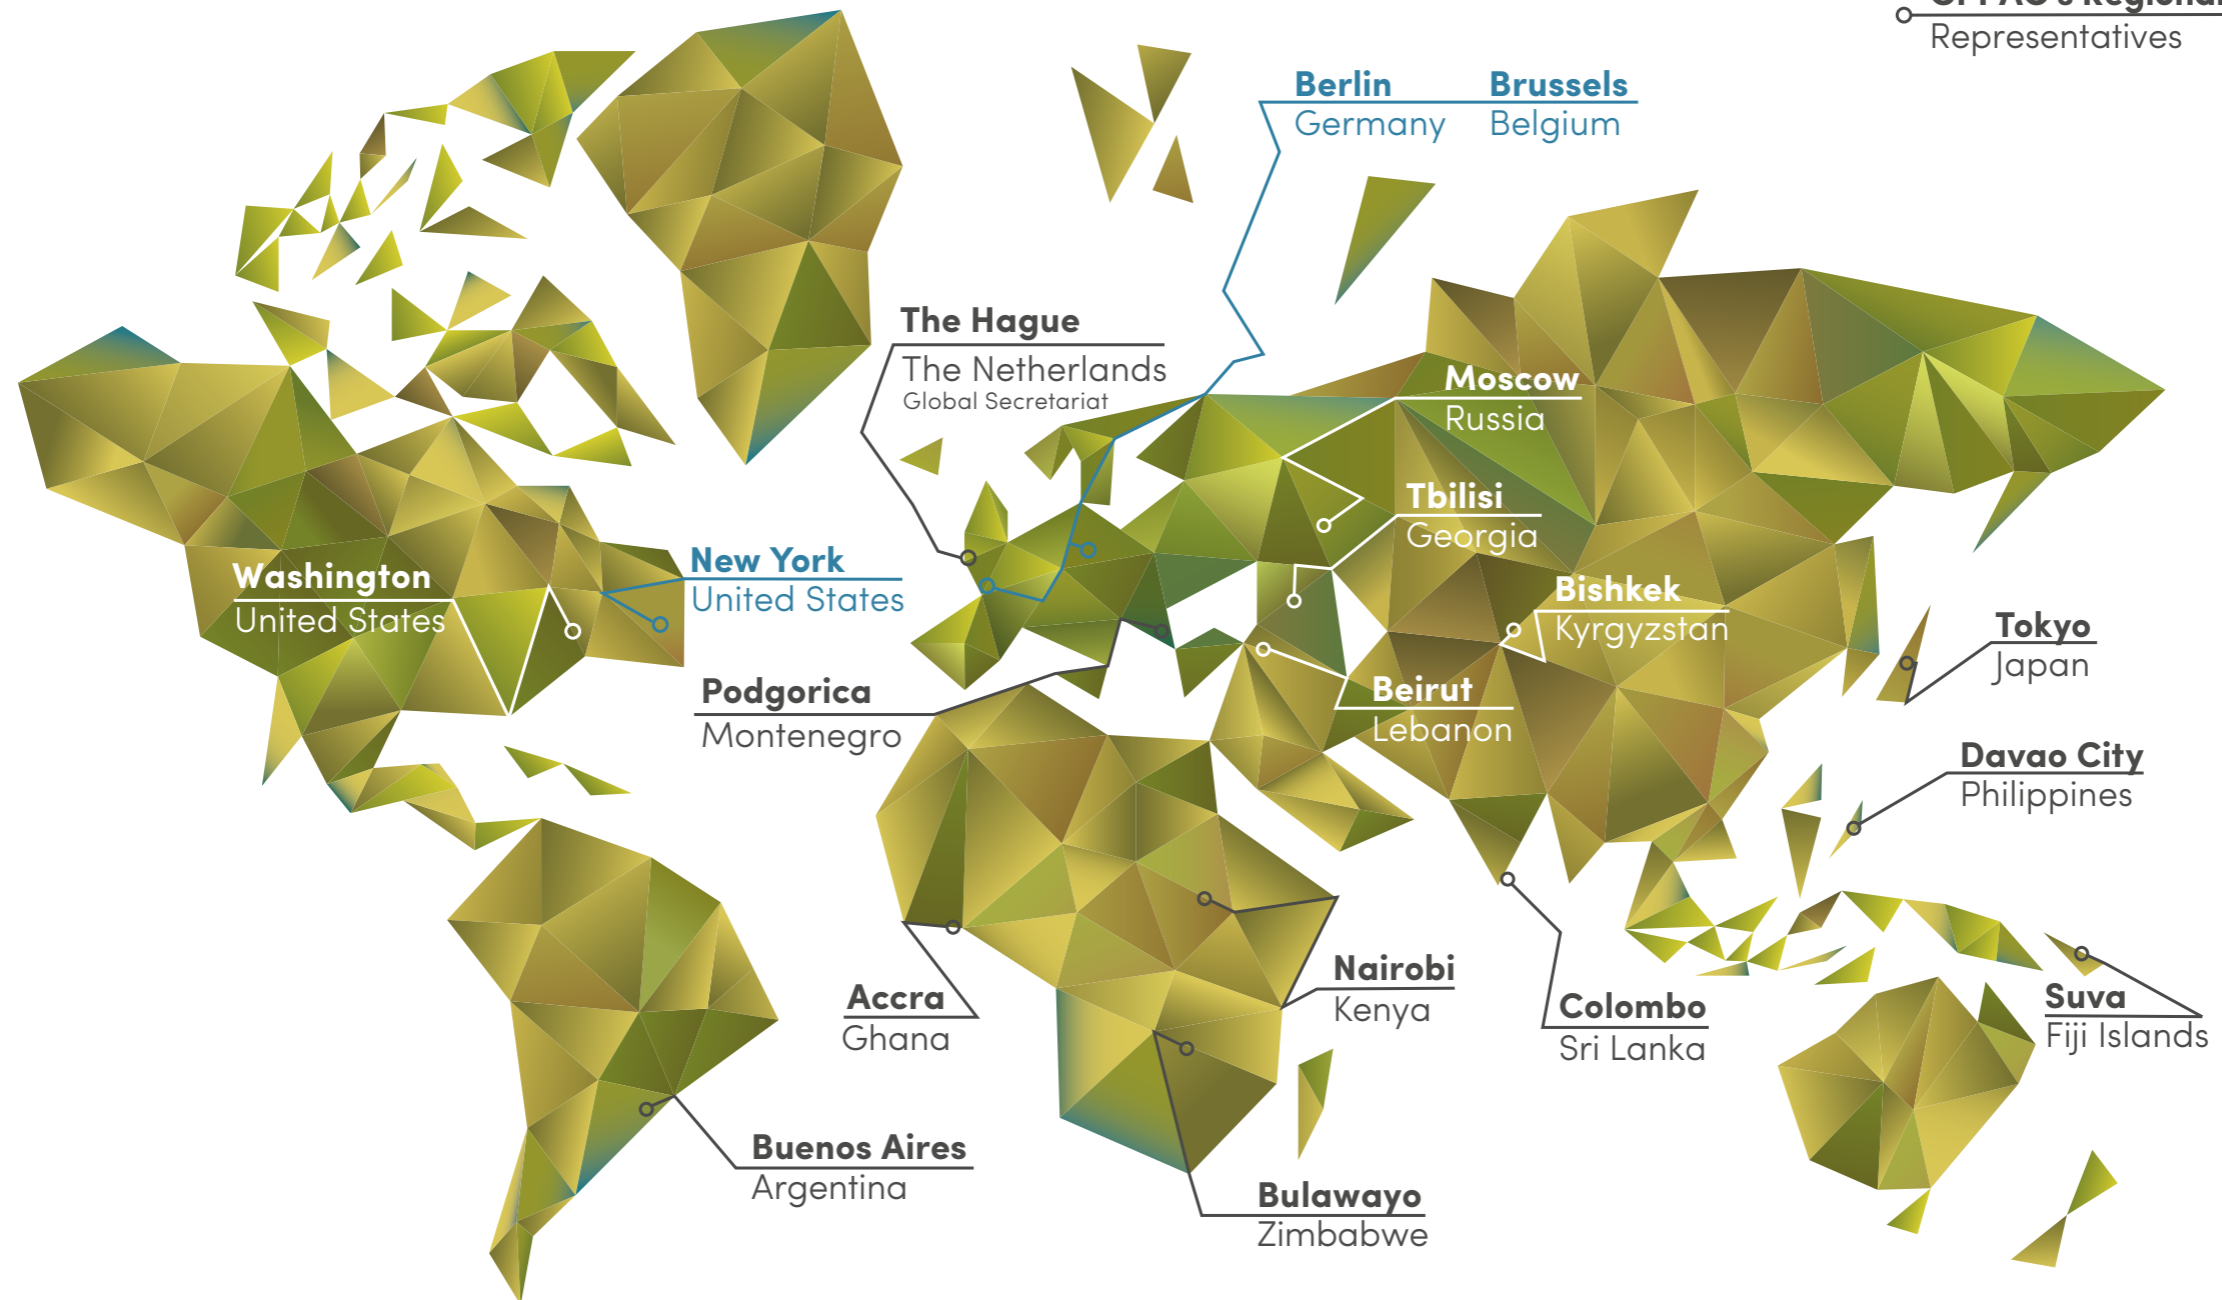 Representatives
Berlin
Germany
Brussels
Belgium
The Hague
The Netherlands
Global Secretariat
Moscow
Russia
Tbilisi
Georgia
New York
United States
Washington
United States
Bishkek
Kyrgyzstan
Tokyo
Japan
Podgorica
Montenegro
Beirut
Lebanon
Davao City
Philippines
Nairobi
Kenya
Accra
Ghana
Colombo
Sri Lanka
Suva
Fiji Islands
Buenos Aires
Argentina
Bulawayo
Zimbabwe